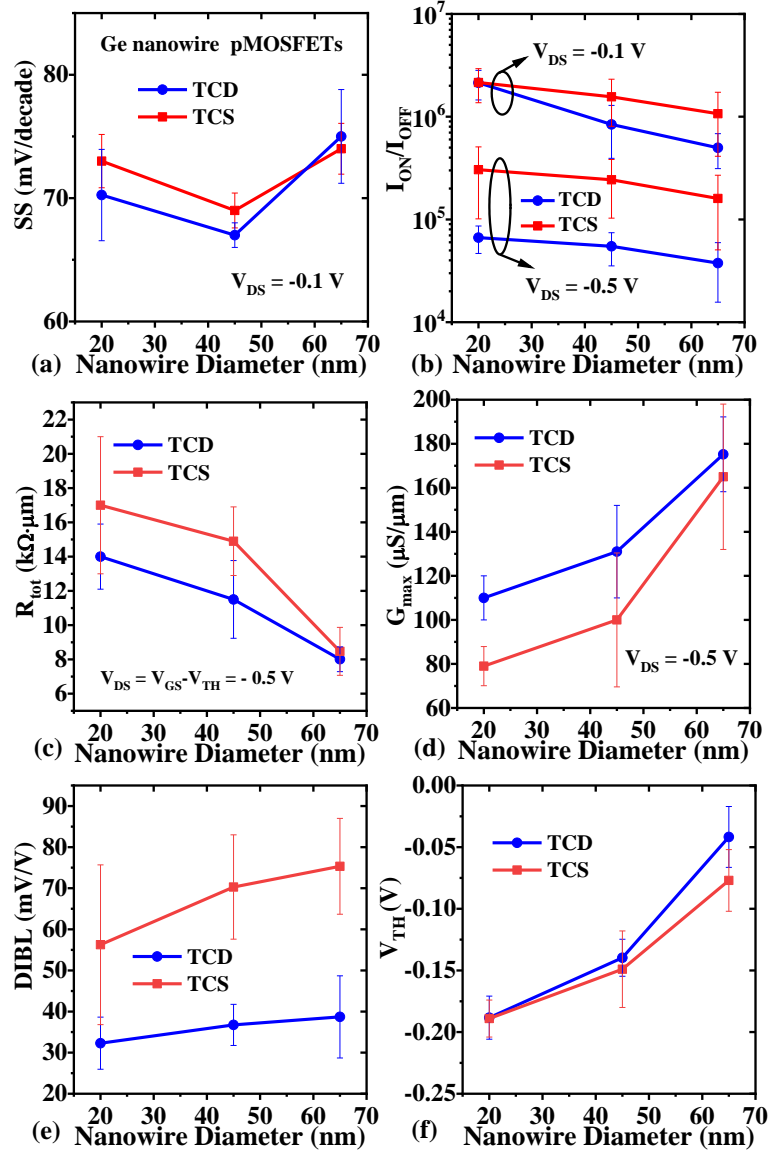 Ge nanowire pMOSFETs
TCD
TCS
V_DS = -0.1 V
SS (mV/decade)
80
70
60
20 30 40 50 60 70
(a) Nanowire Diameter (nm)
10^7
10^6
10^5
10^4
I_ON/I_OFF
V_DS = -0.1 V
TCD
TCS
V_DS = -0.5 V
20 30 40 50 60 70
(b) Nanowire Diameter (nm)
22
20
18
16
14
12
10
8
6
R_tot (kΩ·μm)
TCD
TCS
V_DS = V_GS-V_TH = - 0.5 V
20 30 40 50 60 70
(c) Nanowire Diameter (nm)
200
180
160
140
120
100
80
60
G_max (μS/μm)
TCD
TCS
V_DS = -0.5 V
20 30 40 50 60 70
(d) Nanowire Diameter (nm)
90
80
70
60
50
40
30
20
DIBL (mV/V)
TCD
TCS
20 30 40 50 60 70
(e) Nanowire Diameter (nm)
0.00
-0.05
-0.10
-0.15
-0.20
-0.25
V_TH (V)
TCD
TCS
20 30 40 50 60 70
(f) Nanowire Diameter (nm)